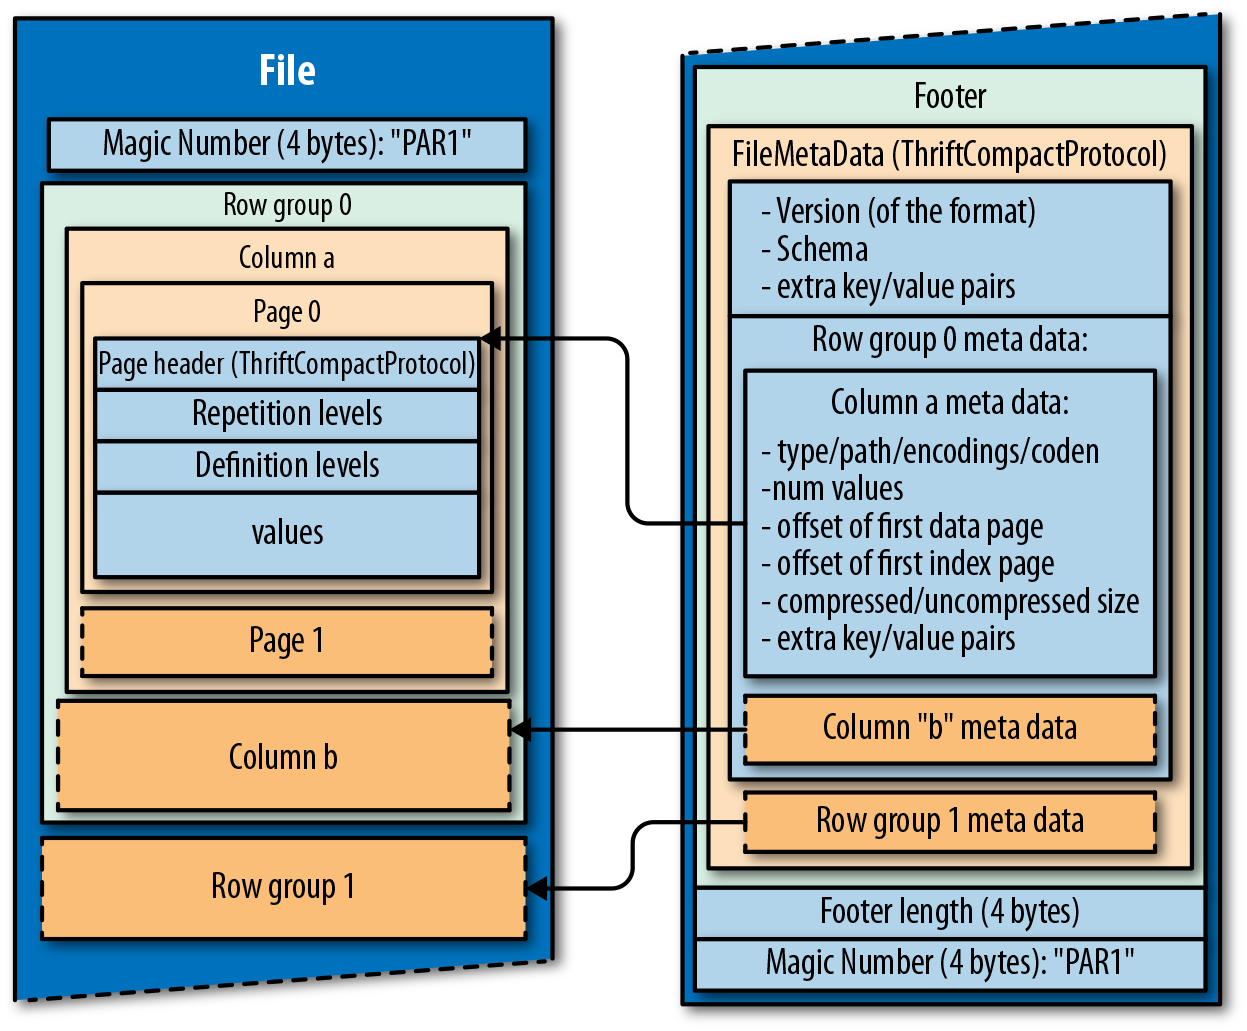 File
Magic Number (4 bytes): "PAR1"
Row group 0
Column a
Page 0
Page header (ThriftCompactProtocol)
Repetition levels
Definition levels
values
Page 1
Column b
Row group 1
Footer
FileMetaData (ThriftCompactProtocol)
- Version (of the format)
- Schema
- extra key/value pairs
Row group 0 meta data:
Column a meta data:
- type/path/encodings/coden
-num values
- offset of first data page
- offset of first index page
- compressed/uncompressed size
- extra key/value pairs
Column "b" meta data
Row group 1 meta data
Footer length (4 bytes)
Magic Number (4 bytes): "PAR1"